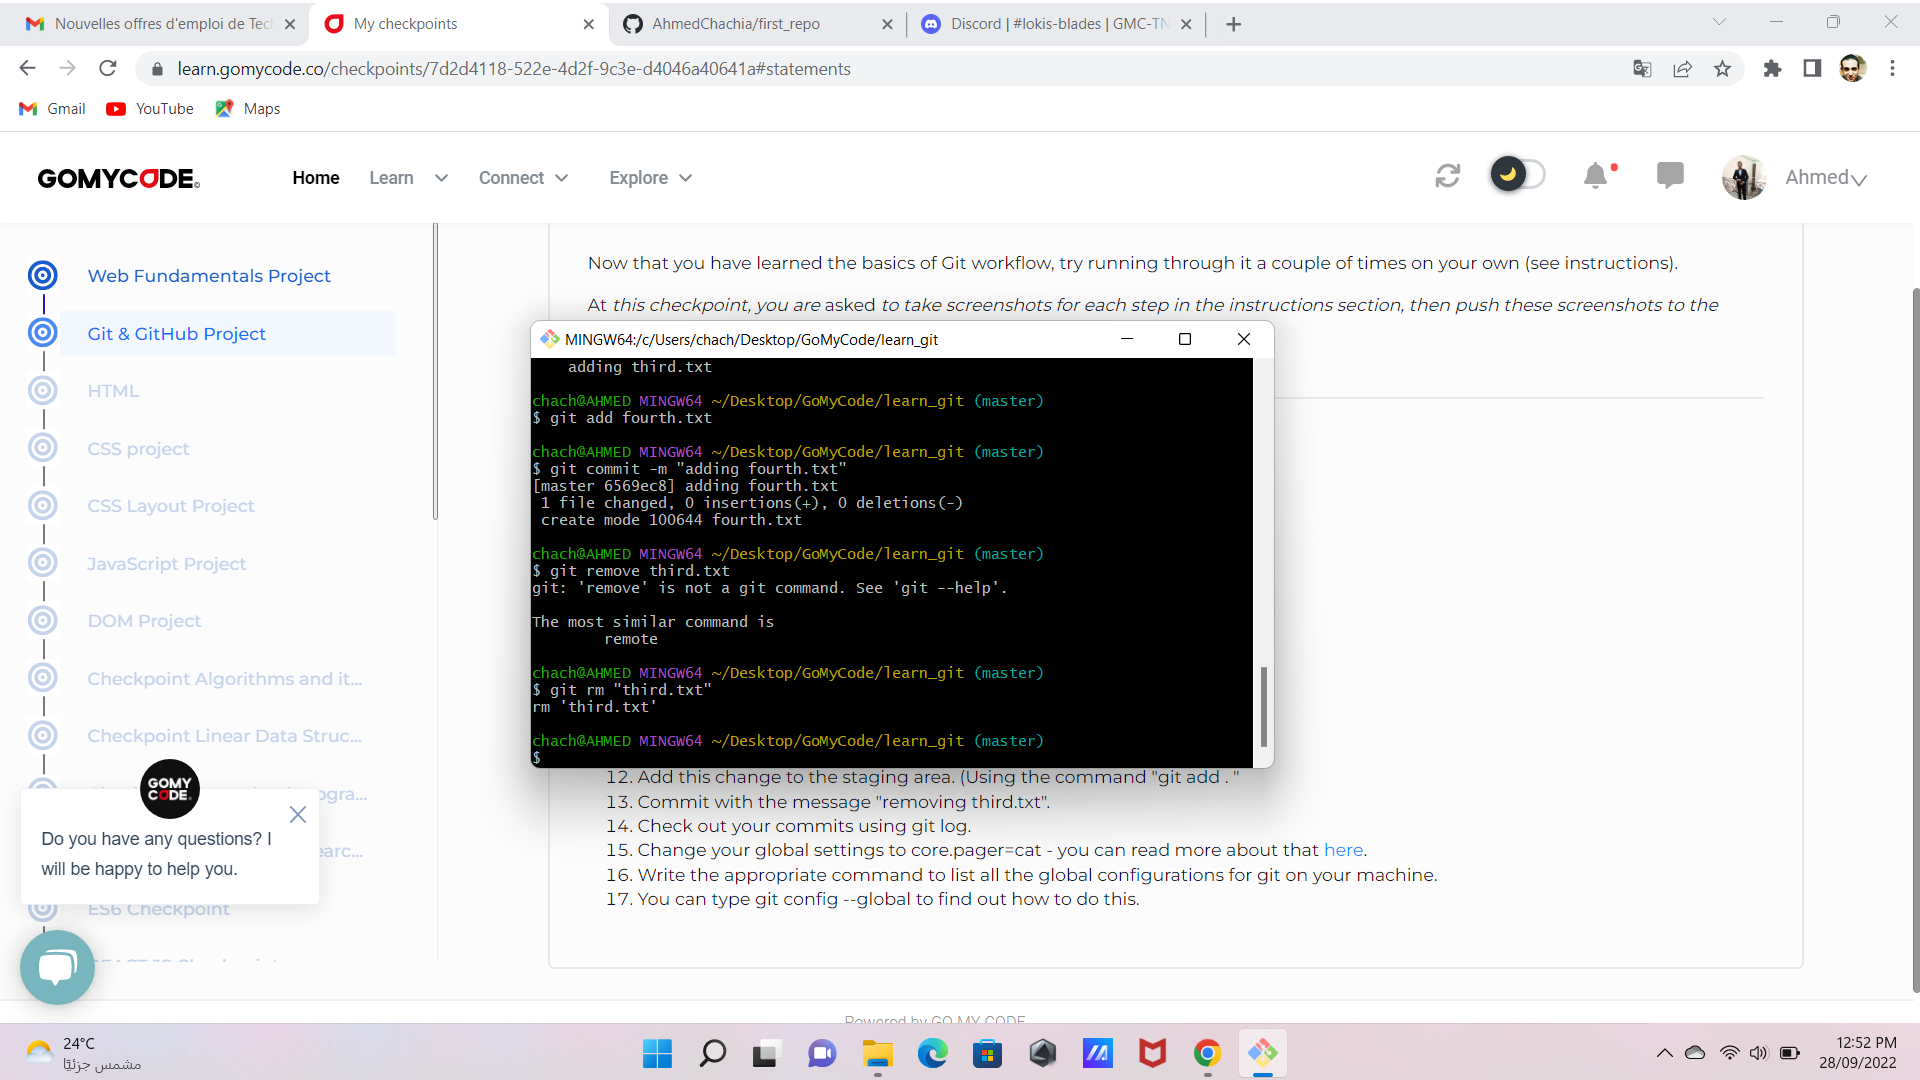 Nouvelles offres d'emploi de Tec
My checkpoints
AhmedChachia/first_repo
Discord | #lokis-blades | GMC-TN
learn.gomycode.co/checkpoints/7d2d4118-522e-4d2f-9c3e-d4046a40641a#statements
Gmail
YouTube
Maps
GOMYCODE
Home
Learn
Connect
Explore
Ahmed
Web Fundamentals Project
Git & GitHub Project
HTML
CSS project
CSS Layout Project
JavaScript Project
DOM Project
Checkpoint Algorithms and it...
Checkpoint Linear Data Struc...
ogra...
earc...
ES6 Checkpoint
GOMY
CODE.
Do you have any questions? I
will be happy to help you.
Now that you have learned the basics of Git workflow, try running through it a couple of times on your own (see instructions).
At this checkpoint, you are asked to take screenshots for each step in the instructions section, then push these screenshots to the
MINGW64:/c/Users/chach/Desktop/GoMyCode/learn_git
adding third.txt
chach@AHMED MINGW64 ~/Desktop/GoMyCode/learn_git (master)
$ git add fourth.txt
chach@AHMED MINGW64 ~/Desktop/GoMyCode/learn_git (master)
$ git commit -m "adding fourth.txt"
[master 6569ec8] adding fourth.txt
1 file changed, 0 insertions(+), 0 deletions(-)
create mode 100644 fourth.txt
chach@AHMED MINGW64 ~/Desktop/GoMyCode/learn_git (master)
$ git remove third.txt
git: 'remove' is not a git command. See 'git --help'.
The most similar command is
remote
chach@AHMED MINGW64 ~/Desktop/GoMyCode/learn_git (master)
$ git rm "third.txt"
rm 'third.txt'
chach@AHMED MINGW64 ~/Desktop/GoMyCode/learn_git (master)
$
12. Add this change to the staging area. (Using the command "git add . "
13. Commit with the message "removing third.txt".
14. Check out your commits using git log.
15. Change your global settings to core.pager=cat - you can read more about that here.
16. Write the appropriate command to list all the global configurations for git on your machine.
17. You can type git config --global to find out how to do this.
Powered by GO MY CODE
24°C
مشمس جزئيًا
12:52 PM
28/09/2022